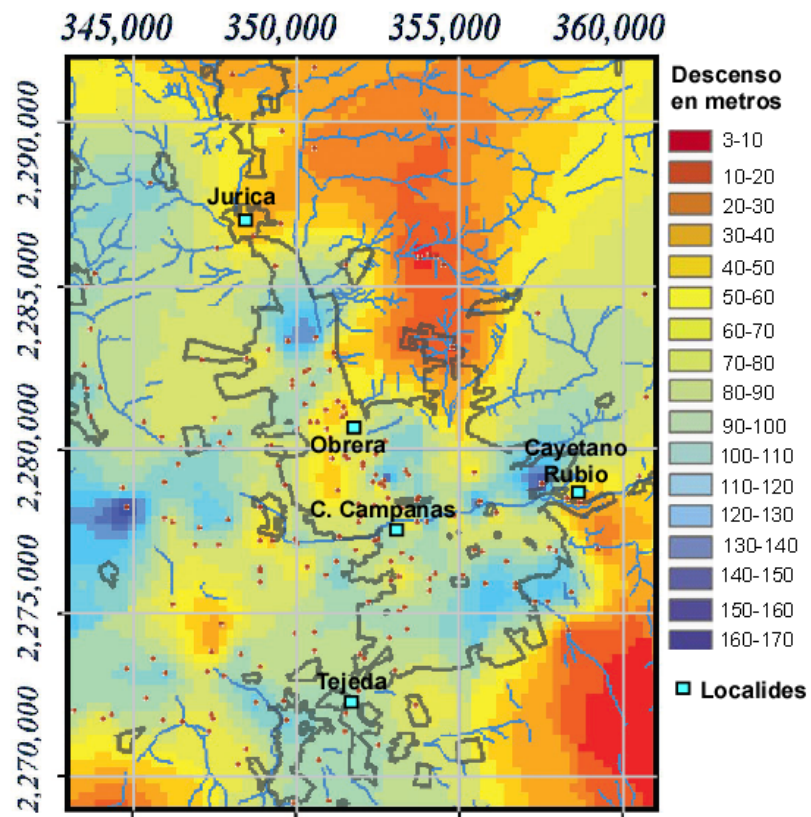 345,000 350,000 355,000 360,000
2,290,000
2,285,000
2,280,000
2,275,000
2,270,000
Jurica
Obrera
Cayetano
Rubio
C. Campanas
Tejeda
Descenso
en metros
3-10
10-20
20-30
30-40
40-50
50-60
60-70
70-80
80-90
90-100
100-110
110-120
120-130
130-140
140-150
150-160
160-170
Localides